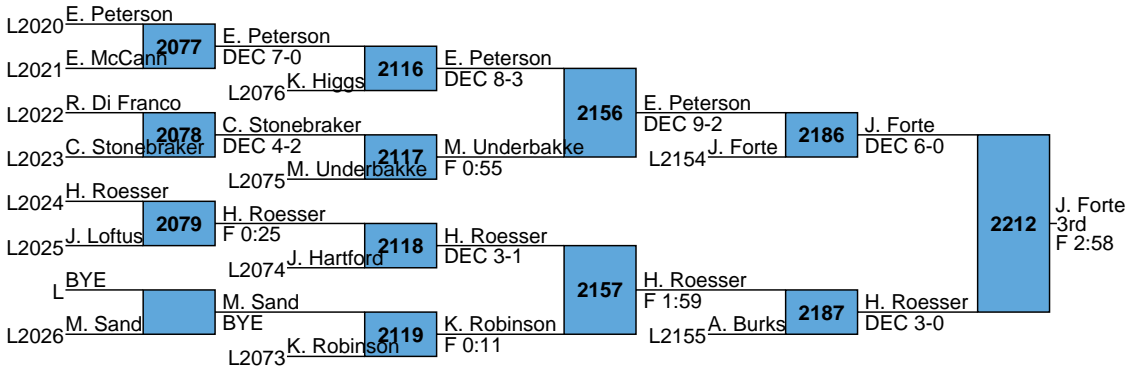 L2020 E. Peterson
2077
L2021 E. McCann
E. Peterson
DEC 7-0
2116
L2076 K. Higgs
E. Peterson
DEC 8-3
L2022 R. Di Franco
2078
L2023 C. Stonebraker
C. Stonebraker
DEC 4-2
2117
L2075 M. Underbakke
M. Underbakke
F 0:55
2156
E. Peterson
DEC 9-2
2186
L2154 J. Forte
J. Forte
DEC 6-0
L2024 H. Roesser
2079
L2025 J. Loftus
H. Roesser
F 0:25
2118
L2074 J. Hartford
H. Roesser
DEC 3-1
L BYE
L2026 M. Sand
M. Sand
BYE
2119
L2073 K. Robinson
K. Robinson
F 0:11
2157
H. Roesser
F 1:59
2187
L2155 A. Burks
H. Roesser
DEC 3-0
2212
J. Forte
3rd
F 2:58